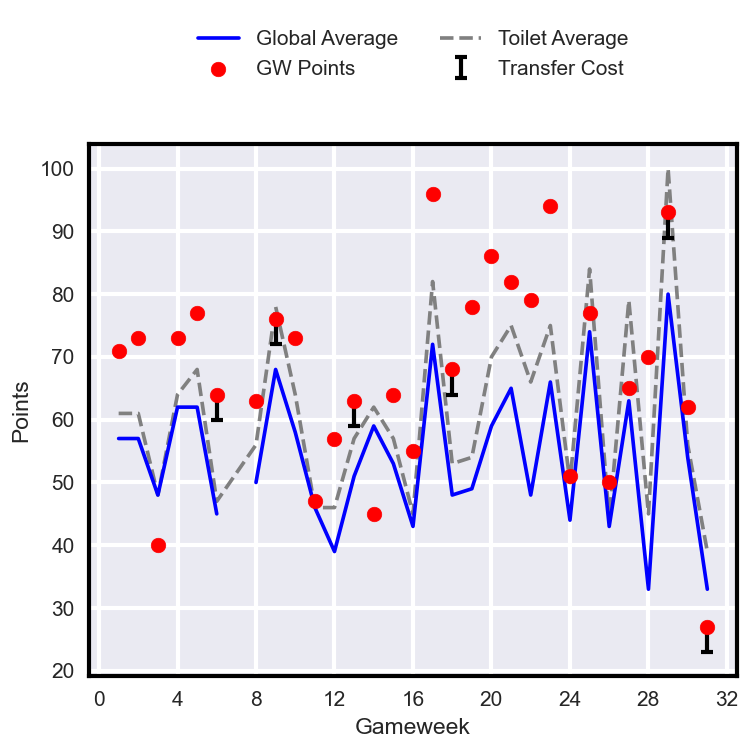 Global Average
Toilet Average
GW Points
Transfer Cost
Points
100
90
80
70
60
50
40
30
20
0 4 8 12 16 20 24 28 32
Gameweek